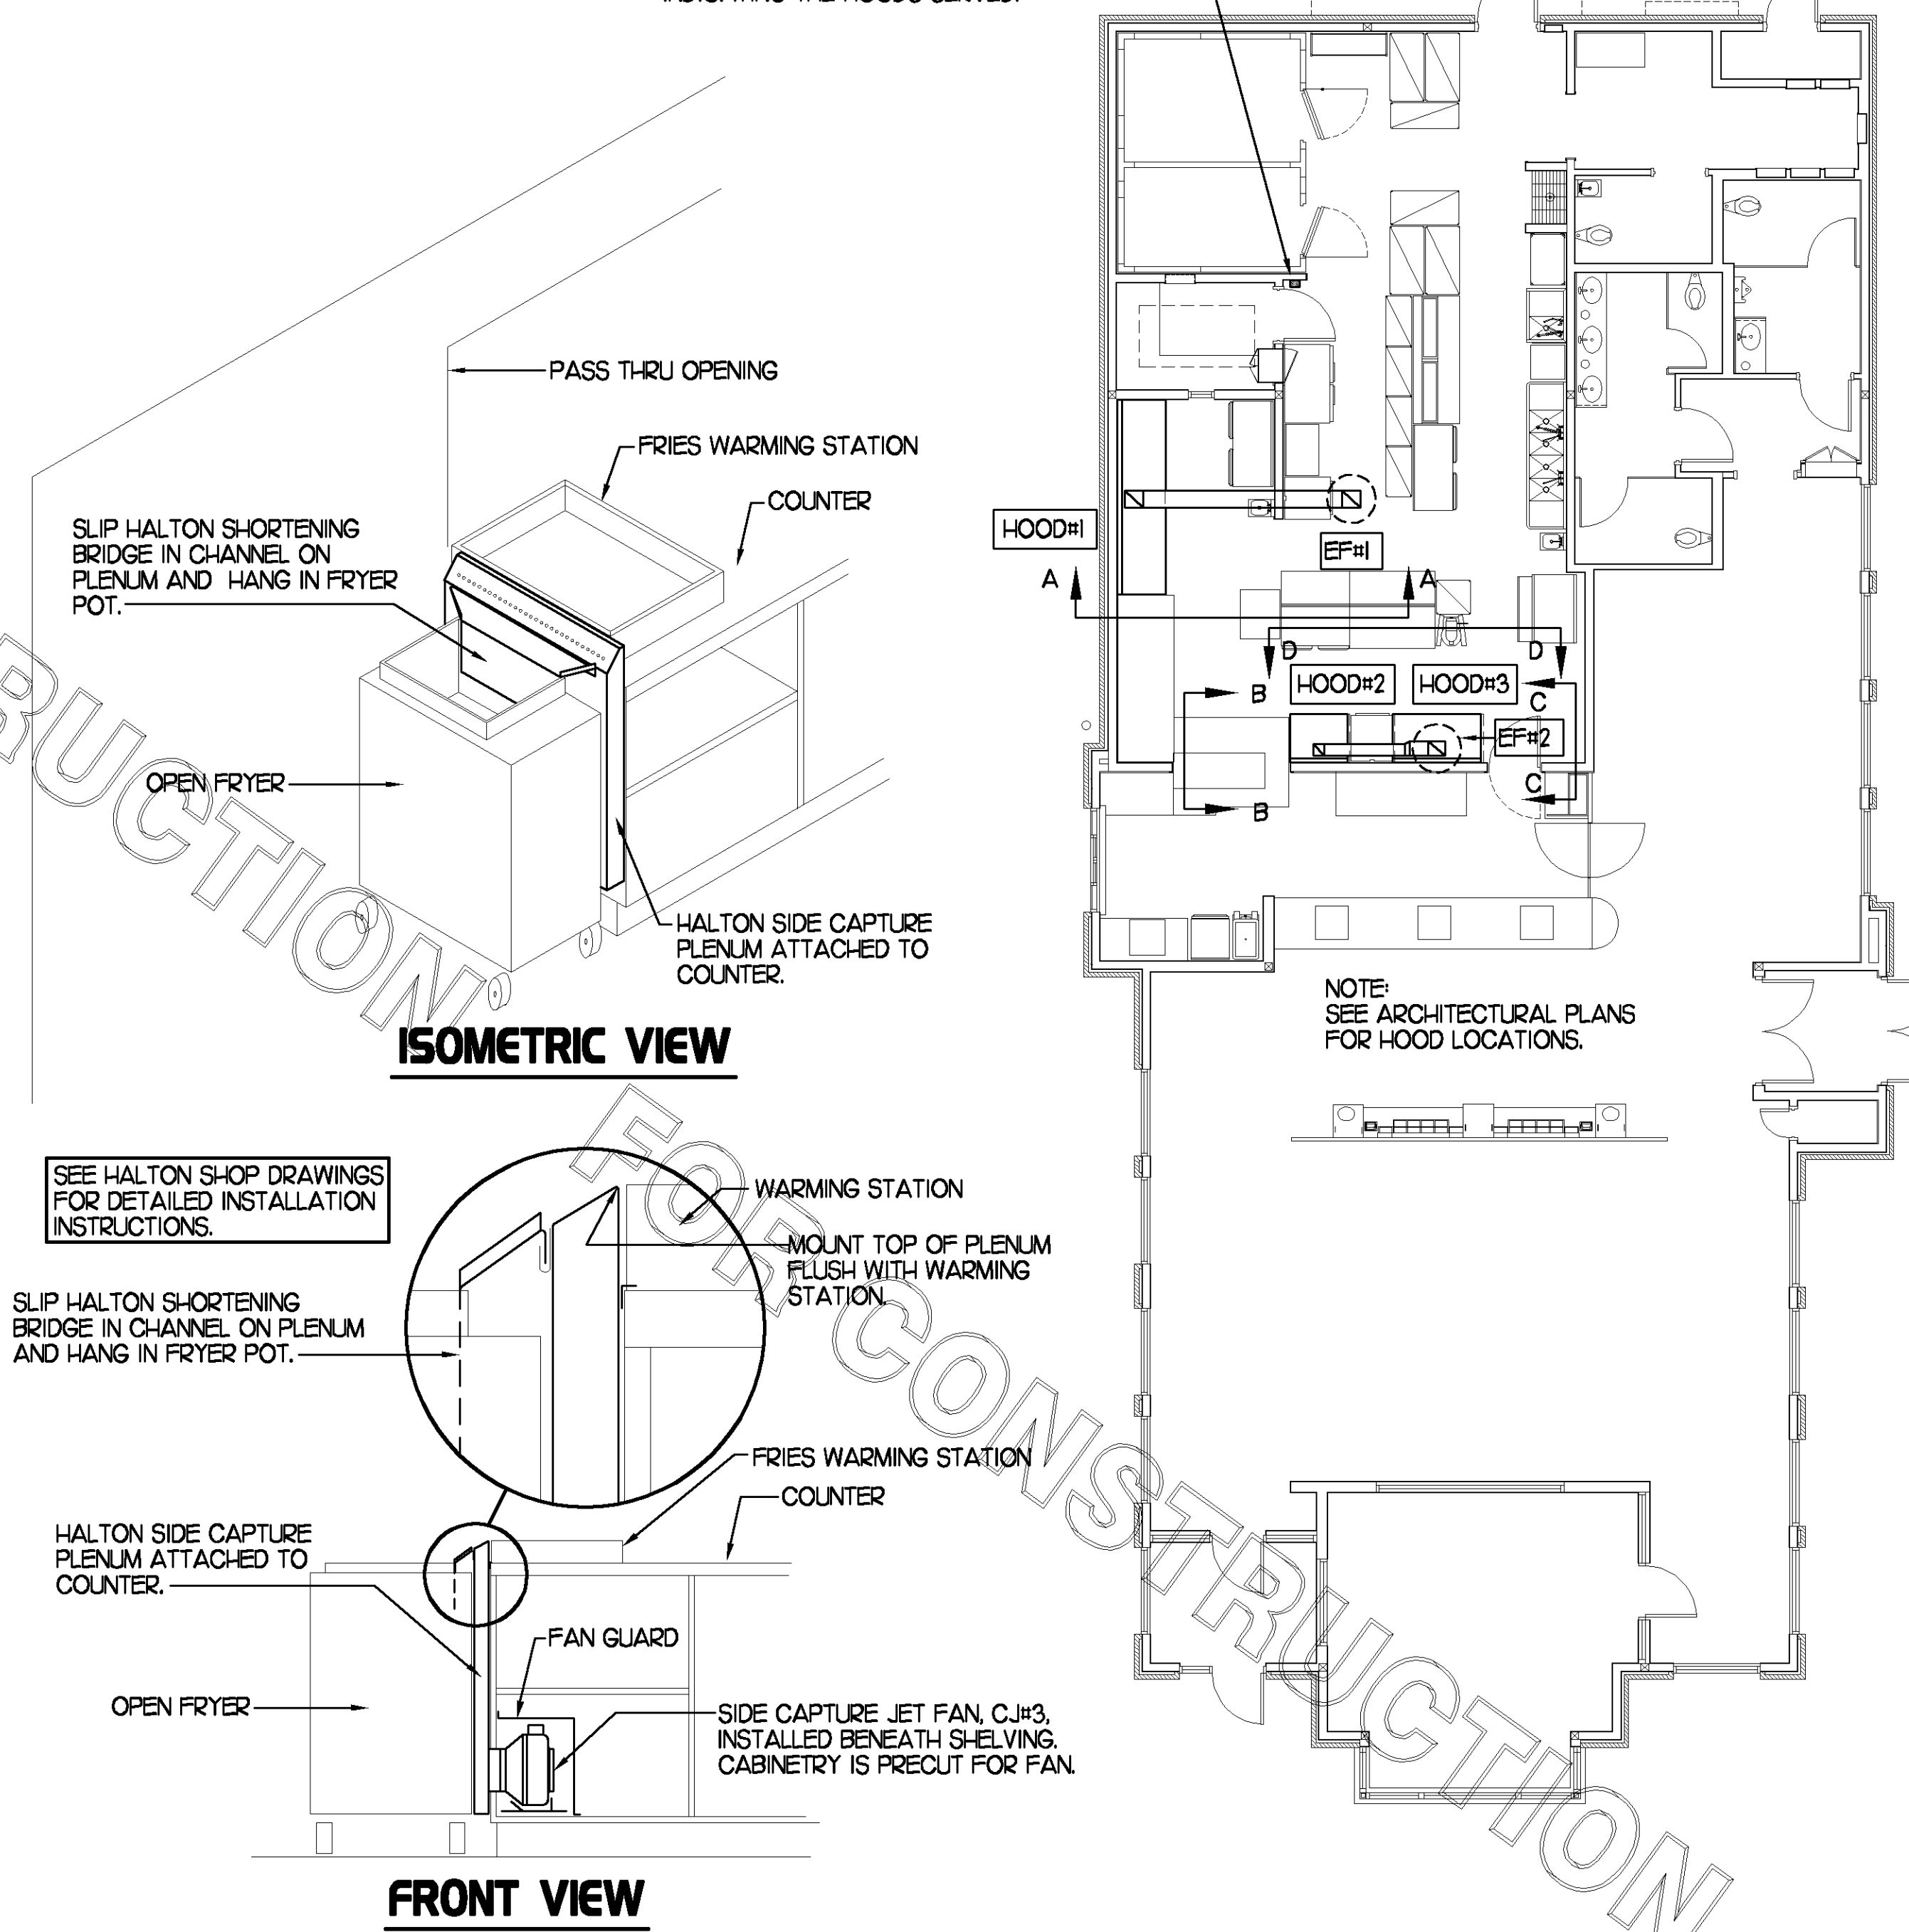 PASS THRU OPENING
FRIES WARMING STATION
COUNTER
SLIP HALTON SHORTENING
BRIDGE IN CHANNEL ON
PLENUM AND HANG IN FRYER
POT.
OPEN FRYER
HALTON SIDE CAPTURE
PLENUM ATTACHED TO
COUNTER.
ISOMETRIC VIEW
SEE HALTON SHOP DRAWINGS
FOR DETAILED INSTALLATION
INSTRUCTIONS.
WARMING STATION
MOUNT TOP OF PLENUM
FLUSH WITH WARMING
STATION.
SLIP HALTON SHORTENING
BRIDGE IN CHANNEL ON PLENUM
AND HANG IN FRYER POT.
FRIES WARMING STATION
COUNTER
HALTON SIDE CAPTURE
PLENUM ATTACHED TO
COUNTER.
FAN GUARD
OPEN FRYER
SIDE CAPTURE JET FAN, CJ#3,
INSTALLED BENEATH SHELVING.
CABINETRY IS PRECUT FOR FAN.
FRONT VIEW
HOOD#1
EF#1
A
A
D
D
HOOD#2
HOOD#3
B
C
EF#2
C
B
NOTE:
SEE ARCHITECTURAL PLANS
FOR HOOD LOCATIONS.
RUCTION
FOR CONSTRUCTION